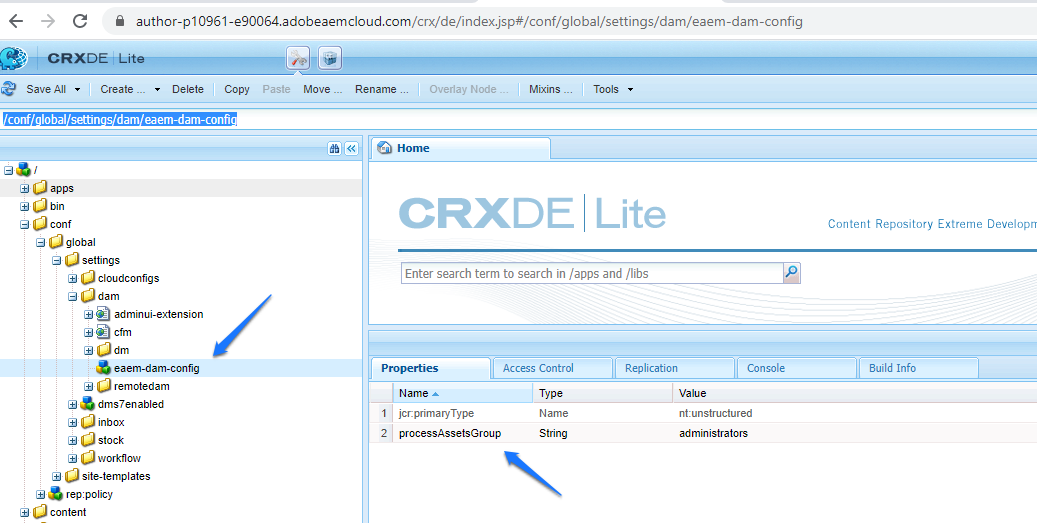 author-p10961-e90064.adobeaemcloud.com/crx/de/index.jsp#/conf/global/settings/dam/eaem-dam-config
CRXDE | Lite
Save All Create ... Delete Copy Paste Move ... Rename ... Overlay Node ... Mixins ... Tools
/conf/global/settings/dam/eaem-dam-config
/
apps
bin
conf
global
settings
cloudconfigs
dam
adminui-extension
cfm
dm
eaem-dam-config
remotedam
dms7enabled
inbox
stock
workflow
site-templates
rep:policy
content
Home
CRXDE | Lite
Content Repository Extreme Developm
Enter search term to search in /apps and /libs
Properties Access Control Replication Console Build Info
Name Type Value
1 jcr:primaryType Name nt:unstructured
2 processAssetsGroup String administrators